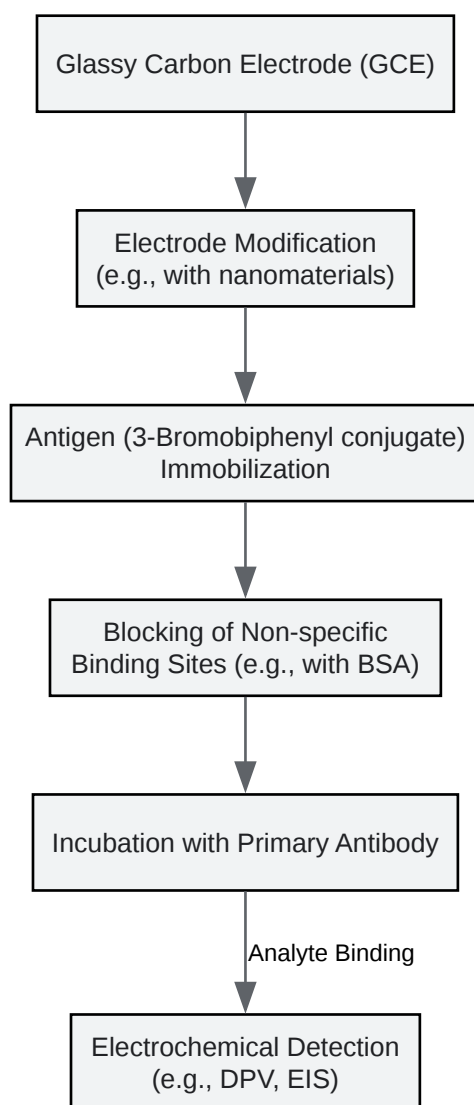 Glassy Carbon Electrode (GCE)
Electrode Modification
(e.g., with nanomaterials)
Antigen (3-Bromobiphenyl conjugate)
Immobilization
Blocking of Non-specific
Binding Sites (e.g., with BSA)
Incubation with Primary Antibody
Analyte Binding
Electrochemical Detection
(e.g., DPV, EIS)